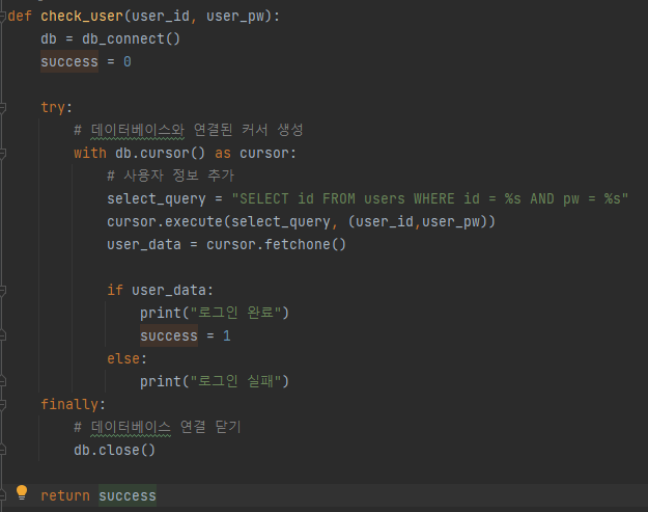 def check_user(user_id, user_pw):
    db = db_connect()
    success = 0
    try:
        # 데이터베이스와 연결된 커서 생성
        with db.cursor() as cursor:
            # 사용자 정보 추가
            select_query = "SELECT id FROM users WHERE id = %s AND pw = %s"
            cursor.execute(select_query, (user_id,user_pw))
            user_data = cursor.fetchone()
            if user_data:
                print("로그인 완료")
                success = 1
            else:
                print("로그인 실패")
    finally:
        # 데이터베이스 연결 닫기
        db.close()
    return success